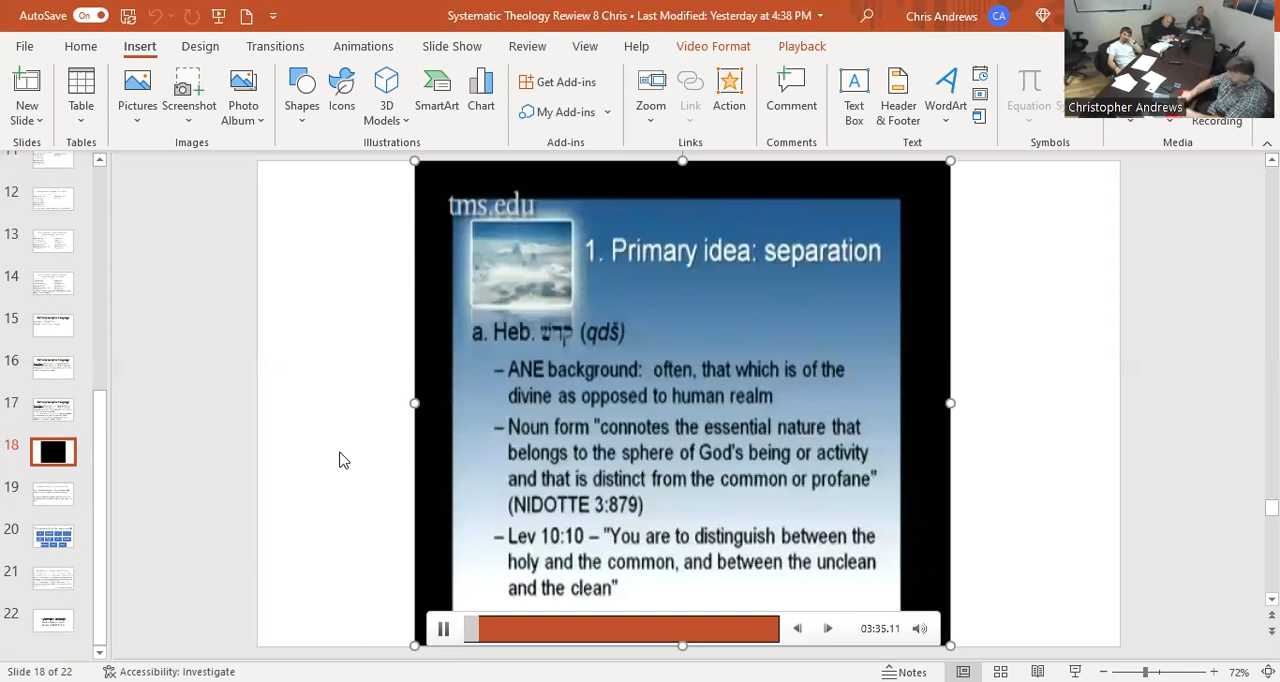 AutoSave On
Systematic Theology Rewiew 8 Chris • Last Modified: Yesterday at 4:38 PM
Chris Andrews CA
File Home Insert Design Transitions Animations Slide Show Review View Help Video Format Playback
New Slide Table Pictures Screenshot Photo Album Shapes Icons 3D Models SmartArt Chart Get Add-ins My Add-ins Zoom Link Action Comment Text Box Header & Footer WordArt Equation
Christopher Andrews
Recording
Slides Tables Images Illustrations Add-ins Links Comments Text Symbols Media
tms.edu
1. Primary idea: separation
a. Heb. קדשׁ (qdš)
– ANE background: often, that which is of the
divine as opposed to human realm
– Noun form "connotes the essential nature that
belongs to the sphere of God's being or activity
and that is distinct from the common or profane"
(NIDOTTE 3:879)
– Lev 10:10 – "You are to distinguish between the
holy and the common, and between the unclean
and the clean"
03:35.11
12
13
14
15
16
17
18
19
20
21
22
Slide 18 of 22 Accessibility: Investigate Notes 72%